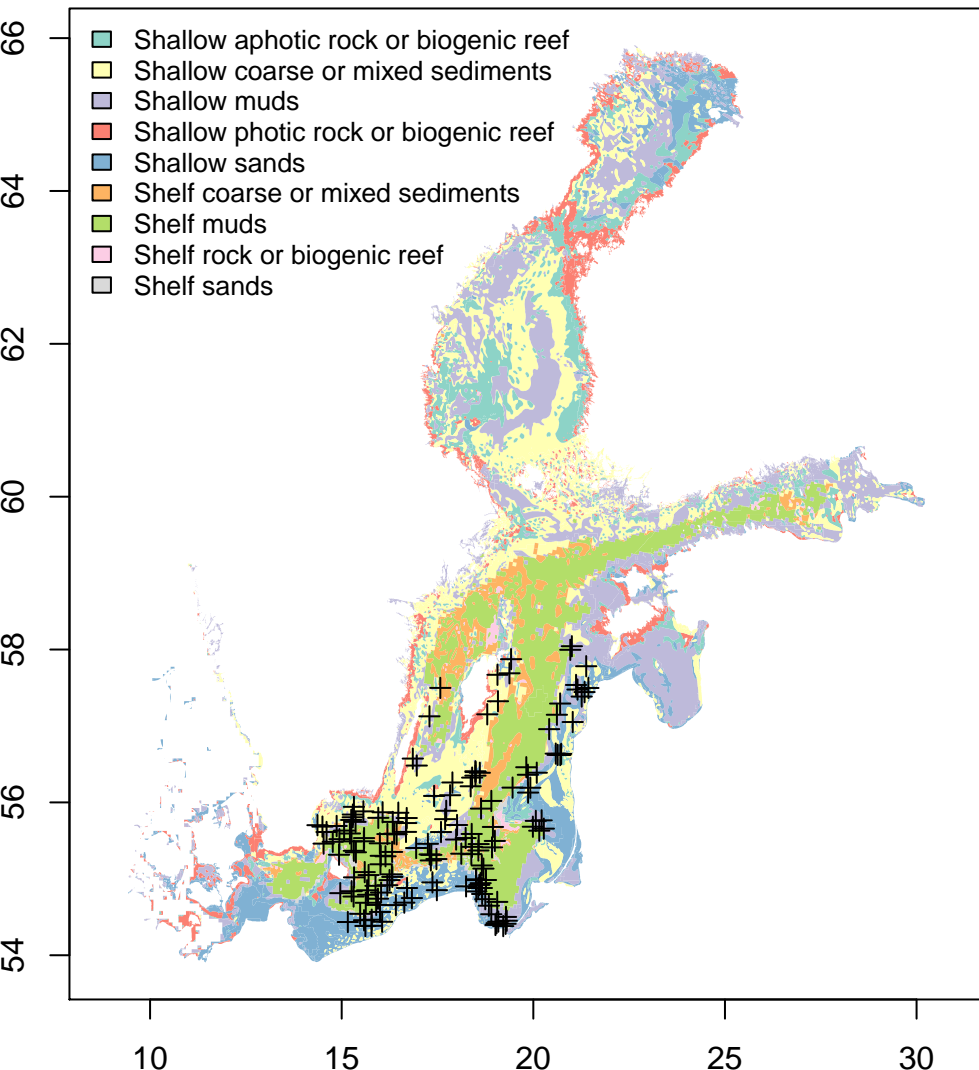 66
64
62
60
58
56
54
Shallow aphotic rock or biogenic reef
Shallow coarse or mixed sediments
Shallow muds
Shallow photic rock or biogenic reef
Shallow sands
Shelf coarse or mixed sediments
Shelf muds
Shelf rock or biogenic reef
Shelf sands
10 15 20 25 30